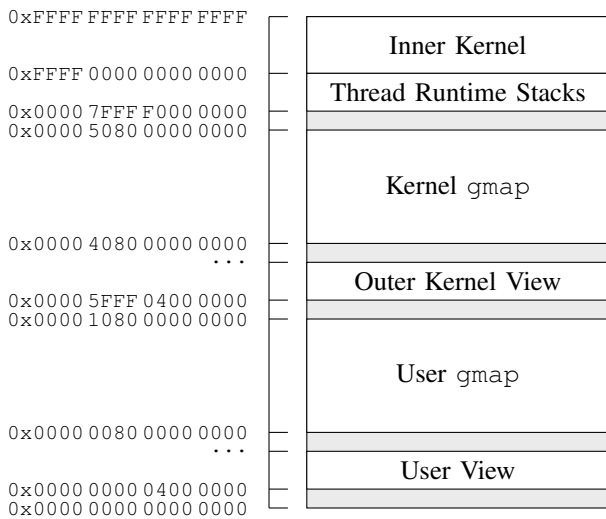 0xFFFF FFFF FFFF FFFF
Inner Kernel
0xFFFF 0000 0000 0000
Thread Runtime Stacks
0x0000 7FFF F000 0000
0x0000 5080 0000 0000
Kernel gmap
0x0000 4080 0000 0000
...
Outer Kernel View
0x0000 5FFF 0400 0000
0x0000 1080 0000 0000
User gmap
0x0000 0080 0000 0000
...
User View
0x0000 0000 0400 0000
0x0000 0000 0000 0000